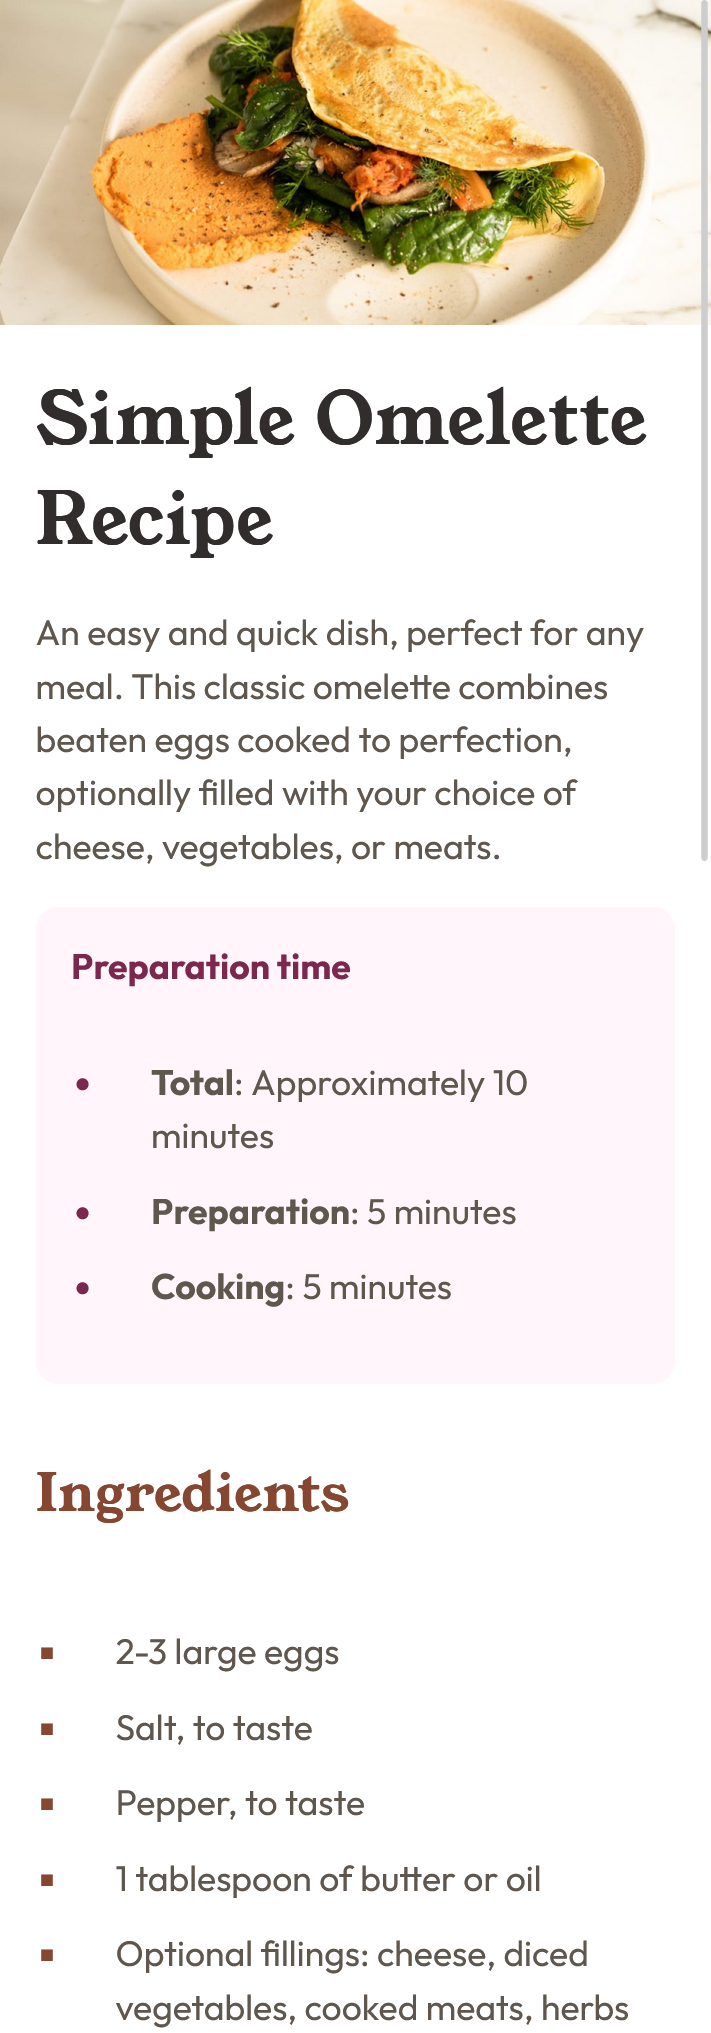 Simple Omelette
Recipe
An easy and quick dish, perfect for any
meal. This classic omelette combines
beaten eggs cooked to perfection,
optionally filled with your choice of
cheese, vegetables, or meats.
Preparation time
• Total: Approximately 10
minutes
• Preparation: 5 minutes
• Cooking: 5 minutes
Ingredients
▪ 2-3 large eggs
▪ Salt, to taste
▪ Pepper, to taste
▪ 1 tablespoon of butter or oil
▪ Optional fillings: cheese, diced
vegetables, cooked meats, herbs